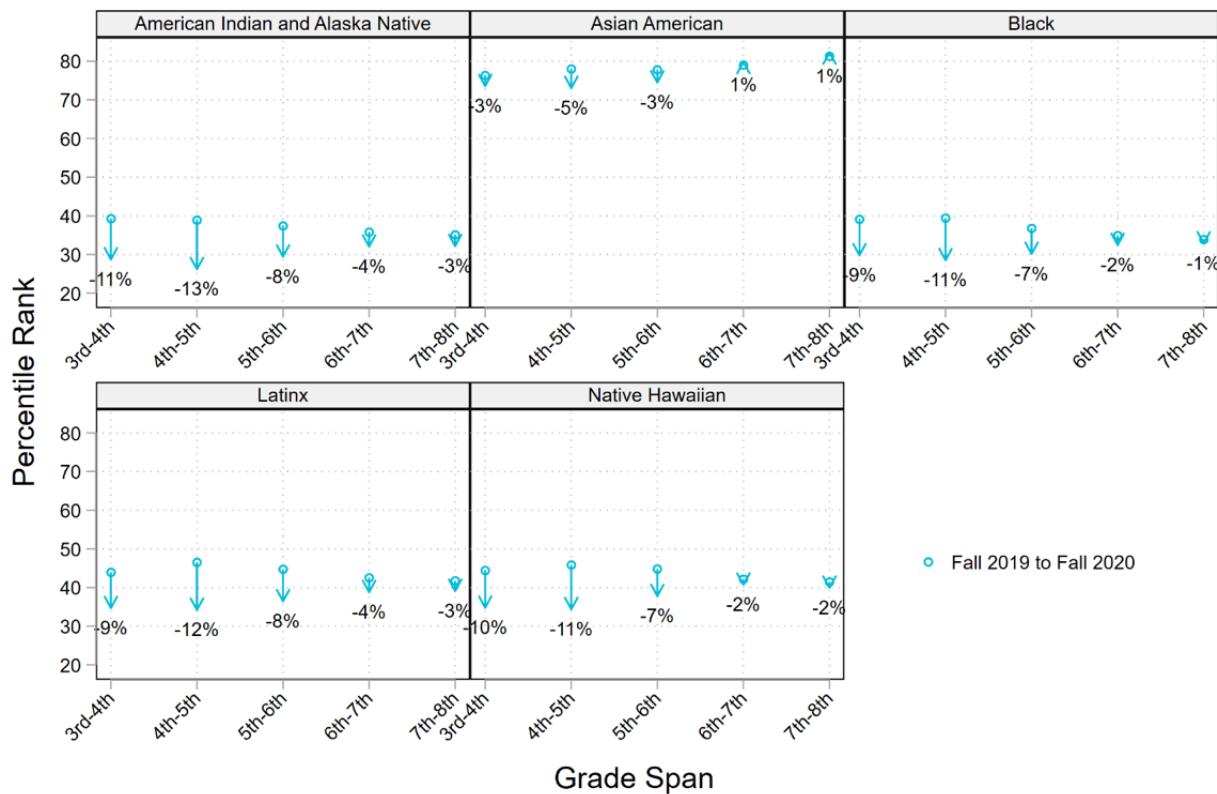 American Indian and Alaska Native
Asian American
Black
Percentile Rank
80
70
60
50
40
30
20
-11%
-13%
-8%
-4%
-3%
-3%
-5%
-3%
1%
1%
-9%
-11%
-7%
-2%
-1%
3rd-4th
4th-5th
5th-6th
6th-7th
7th-8th
3rd-4th
4th-5th
5th-6th
6th-7th
7th-8th
3rd-4th
4th-5th
5th-6th
6th-7th
7th-8th
Latinx
Native Hawaiian
80
70
60
50
40
30
20
-9%
-12%
-8%
-4%
-3%
-10%
-11%
-7%
-2%
-2%
Fall 2019 to Fall 2020
3rd-4th
4th-5th
5th-6th
6th-7th
7th-8th
3rd-4th
4th-5th
5th-6th
6th-7th
7th-8th
Grade Span